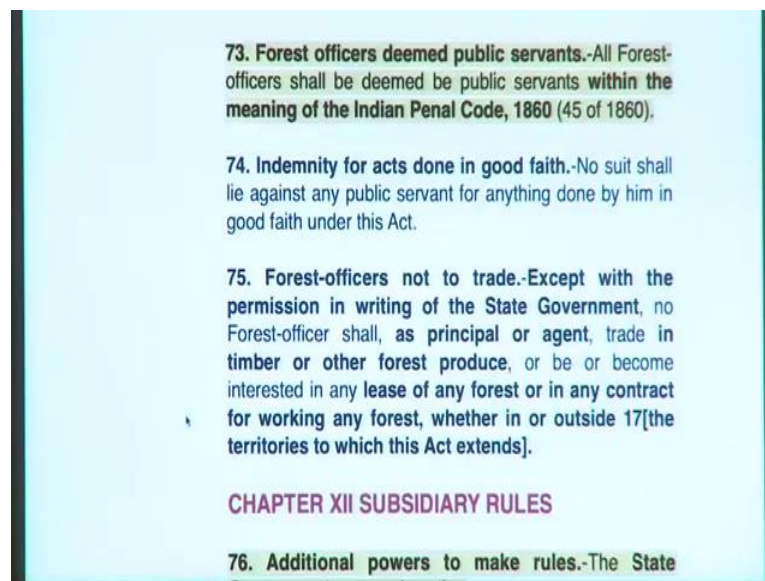 73. Forest officers deemed public servants.-All Forest-
officers shall be deemed be public servants within the
meaning of the Indian Penal Code, 1860 (45 of 1860).
74. Indemnity for acts done in good faith.-No suit shall
lie against any public servant for anything done by him in
good faith under this Act.
75. Forest-officers not to trade.-Except with the
permission in writing of the State Government, no
Forest-officer shall, as principal or agent, trade in
timber or other forest produce, or be or become
interested in any lease of any forest or in any contract
for working any forest, whether in or outside 17[the
territories to which this Act extends].
CHAPTER XII SUBSIDIARY RULES
76. Additional powers to make rules.-The State